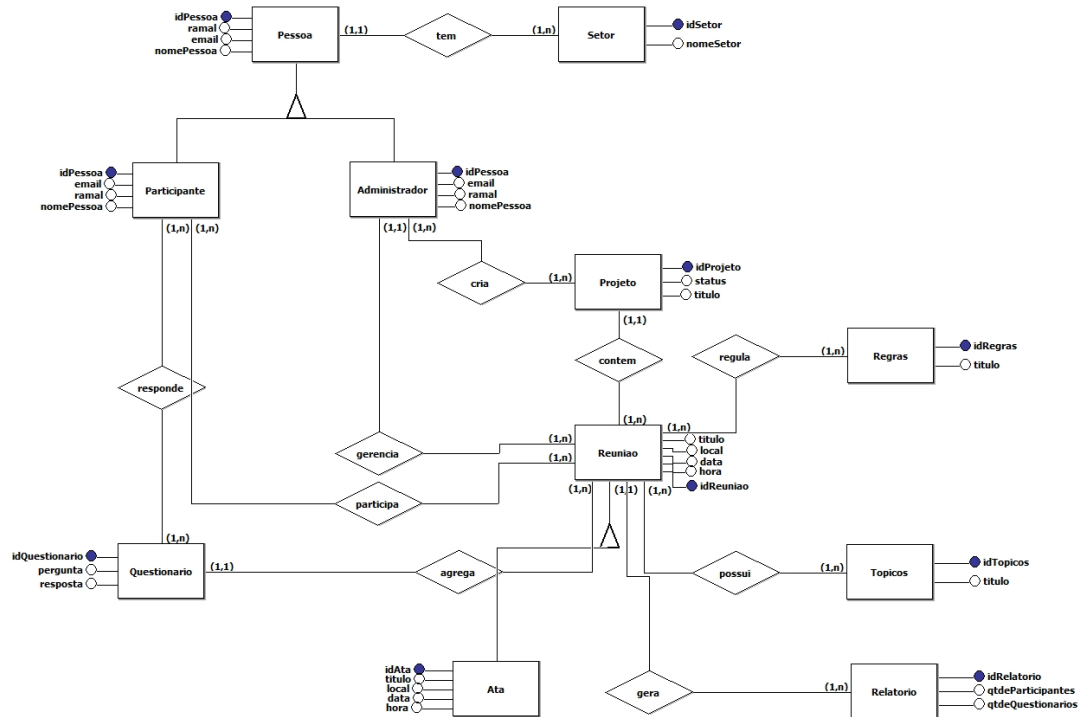 idPessoa
ramal
email
nomePessoa
Pessoa
(1,1)
tem
(1,n)
Setor
idSetor
nomeSetor
idPessoa
email
ramal
nomePessoa
Participante
Administrador
idPessoa
email
ramal
nomePessoa
(1,n)
(1,n)
(1,1)
(1,n)
cria
(1,n)
Projeto
idProjeto
status
titulo
(1,1)
contem
regula
(1,n)
Regras
idRegras
titulo
responde
(1,n)
(1,n)
gerencia
(1,n)
Reuniao
titulo
local
data
hora
idReuniao
participa
(1,n)
(1,n)
(1,1)
(1,n)
(1,n)
idQuestionario
pergunta
resposta
Questionario
(1,1)
agrega
possui
(1,n)
Topicos
idTopicos
titulo
idAta
titulo
local
data
hora
Ata
gera
(1,n)
Relatorio
idRelatorio
qtdeParticipantes
qtdeQuestionarios